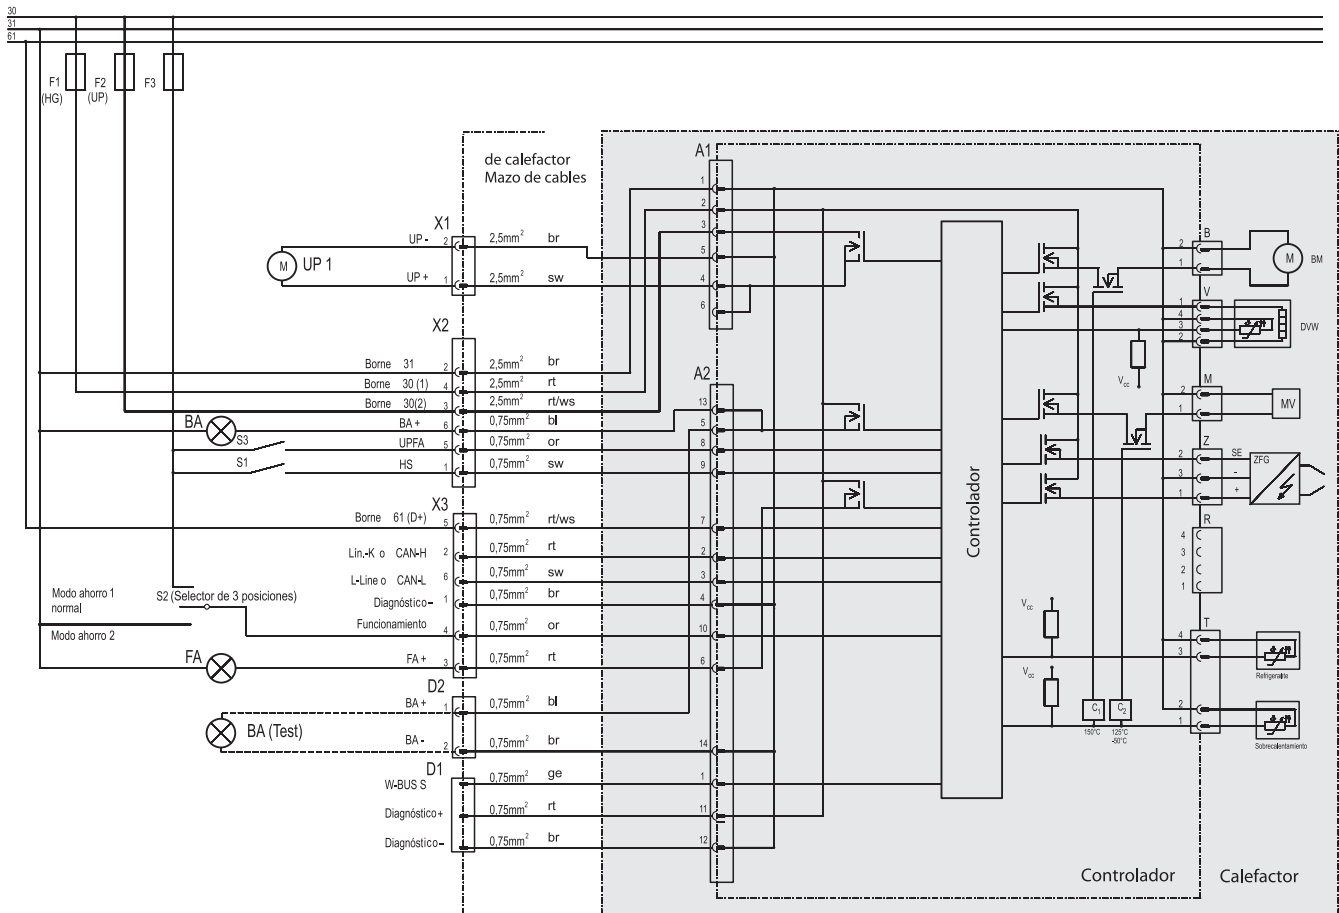 30
31
61
F1
(HG)
F2
(UP)
F3
de calefactor
Mazo de cables
A1
1
2
3
5
4
6
X1
UP - 2 2,5mm² br
M UP 1
UP + 1 2,5mm² sw
X2
Borne 31 2 2,5mm² br
Borne 30 (1) 4 2,5mm² rt
Borne 30(2) 3 2,5mm² rt/ws
BA
BA + 6 0,75mm² bl
S3 UPFA 5 0,75mm² or
S1 HS 1 0,75mm² sw
A2
13
5
8
9
7
2
3
4
10
6
14
1
11
12
X3
Borne 61 (D+) 5 0,75mm² rt/ws
Lín.-K o CAN-H 2 0,75mm² rt
L-Line o CAN-L 6 0,75mm² sw
Diagnóstico– 1 0,75mm² br
Funcionamiento 4 0,75mm² or
Modo ahorro 1
normal
S2 (Selector de 3 posiciones)
Modo ahorro 2
FA
FA + 3 0,75mm² rt
D2
BA + 1 0,75mm² bl
BA (Test)
BA - 2 0,75mm² br
D1
W-BUS S 0,75mm² ge
Diagnóstico+ 0,75mm² rt
Diagnóstico– 0,75mm² br
Controlador
Vcc
Vcc
Vcc
C1
150°C
C2
125°C
-50°C
B
2
1
M BM
V
1
4
3
2
DVW
M
2
1
MV
Z
2 SE
3 -
1 +
ZFG
R
4
3
2
1
T
4
3
2
1
Refrigerante
Sobrecalentamiento
Controlador
Calefactor